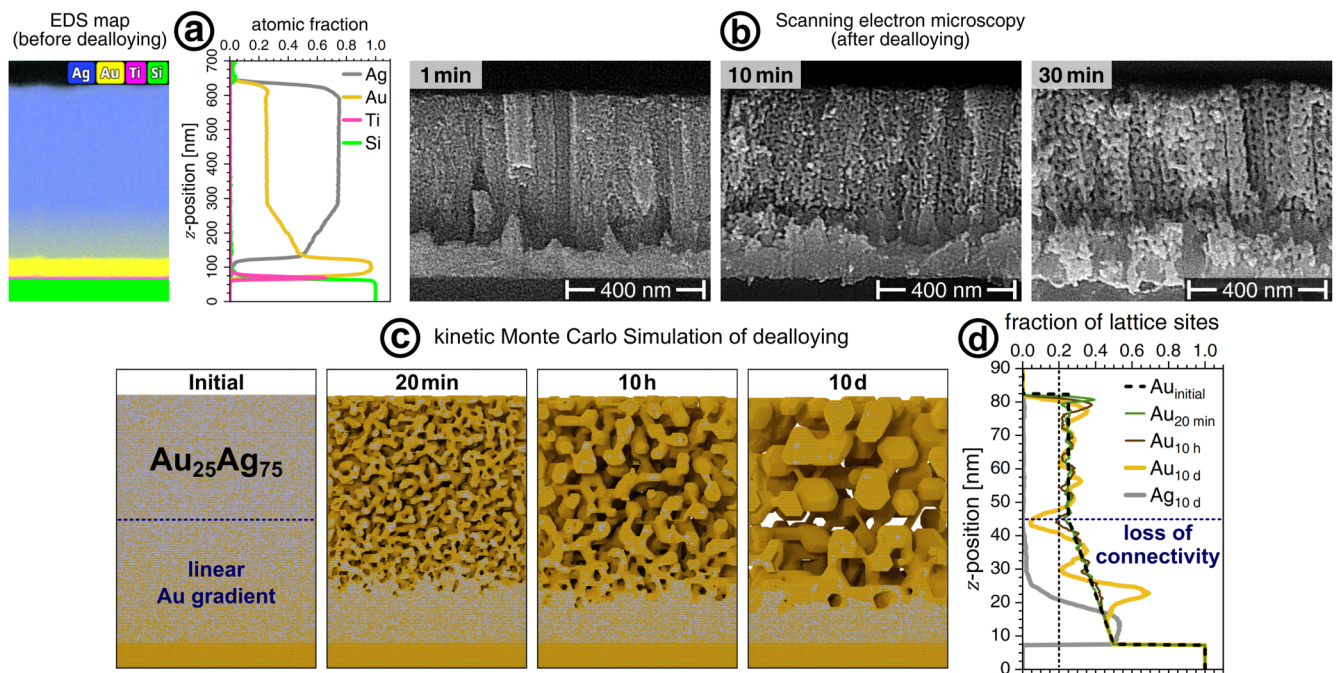 EDS map
(before dealloying)
Ag Au Ti Si
a
atomic fraction
0.0 0.2 0.4 0.6 0.8 1.0
z-position [nm]
700
600
500
400
300
200
100
0
Ag
Au
Ti
Si
b
Scanning electron microscopy
(after dealloying)
1 min
400 nm
10 min
400 nm
30 min
400 nm
c
kinetic Monte Carlo Simulation of dealloying
Initial
Au25Ag75
linear
Au gradient
20 min
10 h
10 d
d
fraction of lattice sites
0.0 0.2 0.4 0.6 0.8 1.0
z-position [nm]
90
80
70
60
50
40
30
20
10
0
Auinitial
Au20 min
Au10 h
Au10 d
Ag10 d
loss of
connectivity